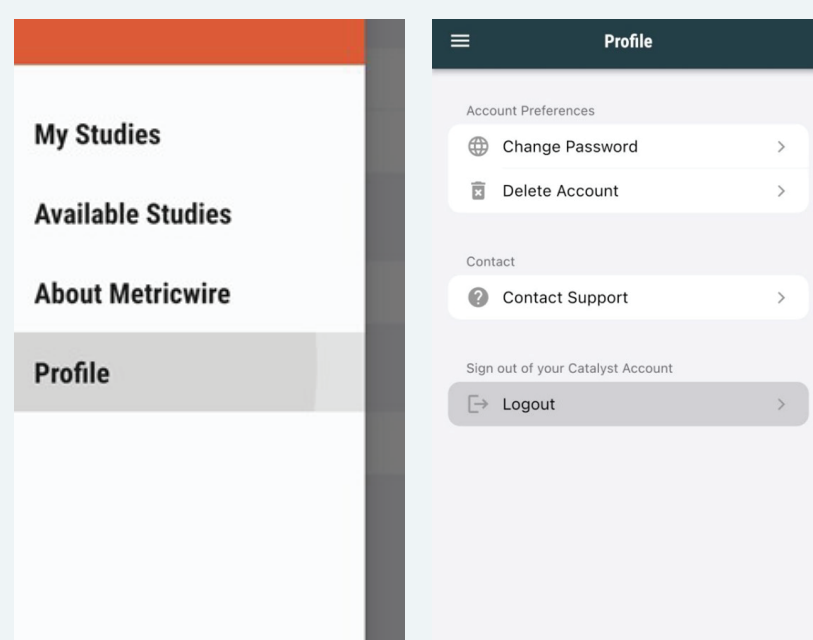 My Studies
Available Studies
About Metricwire
Profile
Profile
Account Preferences
Change Password
Delete Account
Contact
Contact Support
Sign out of your Catalyst Account
Logout